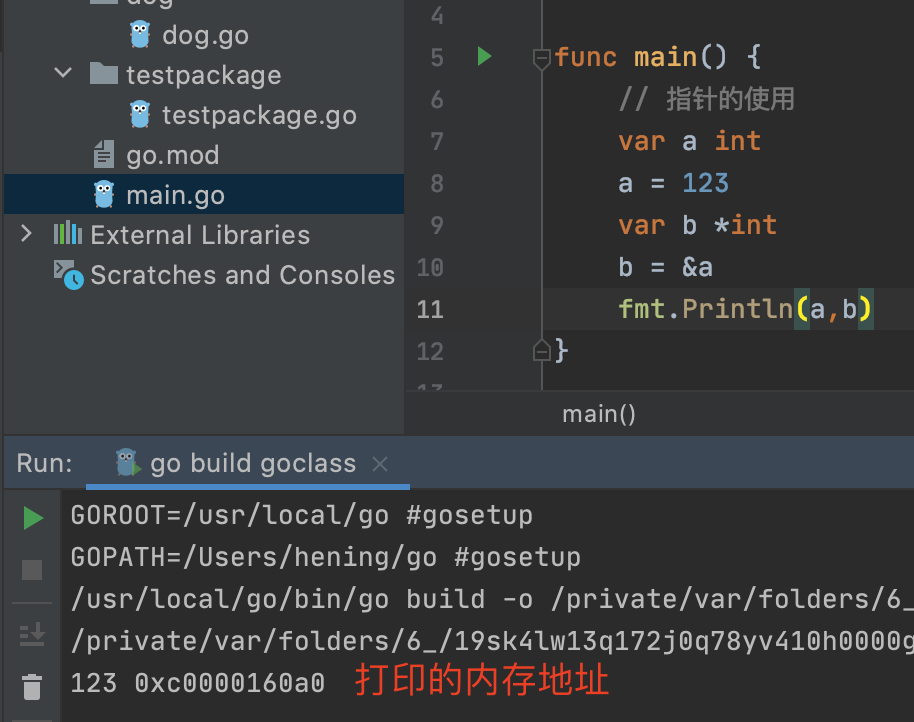 dog
dog.go
testpackage
testpackage.go
go.mod
main.go
External Libraries
Scratches and Consoles
4
5 func main() {
6 // 指针的使用
7 var a int
8 a = 123
9 var b *int
10 b = &a
11 fmt.Println(a,b)
12 }
13
main()
Run: go build goclass
GOROOT=/usr/local/go #gosetup
GOPATH=/Users/hening/go #gosetup
/usr/local/go/bin/go build -o /private/var/folders/6_
/private/var/folders/6_/19sk4lw13q172j0q78yv410h0000g
123 0xc0000160a0 打印的内存地址